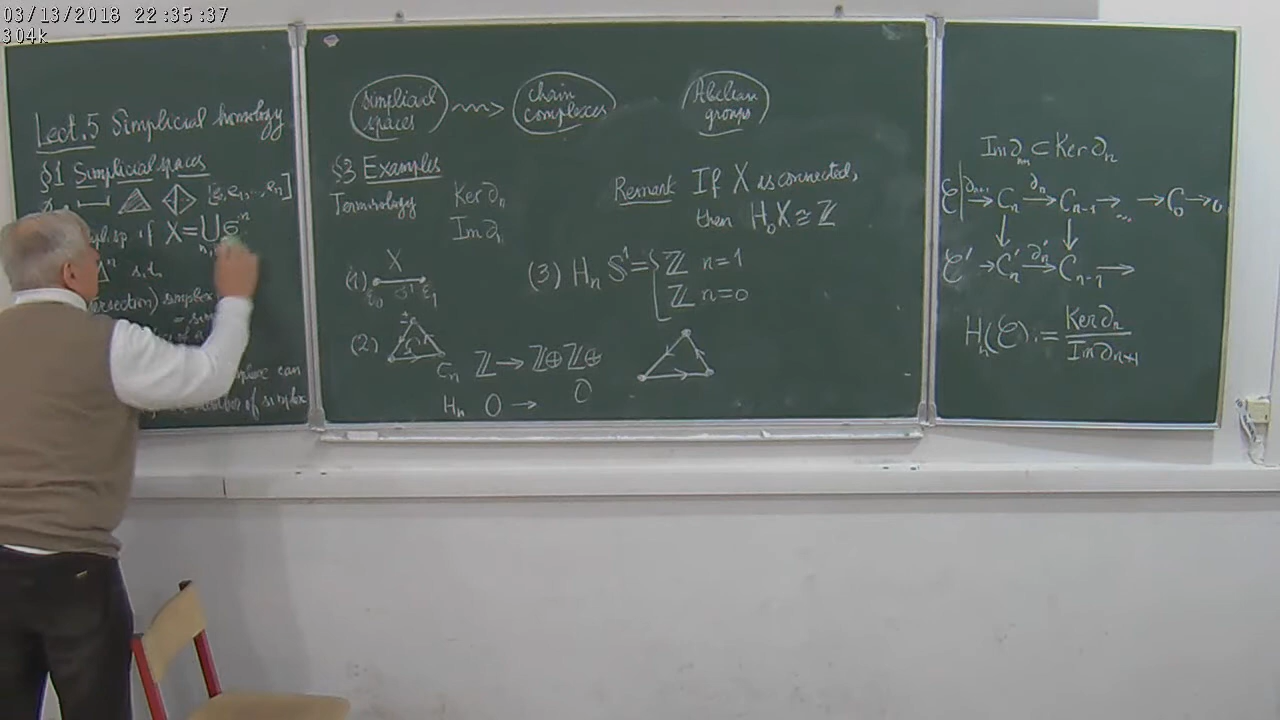 03/13/2018 22:35:37
304k
Lect.5 Simplicial homology
§1 Simplicial spaces
[e₀, e₁, .., eₙ]
sp. if X = ⋃σⁿ
Δⁿ s.t.
simplex
can
of simplex
simplicial spaces ⟿ chain complexes
Abelian groups
§3 Examples
Terminology Ker ∂ₙ
Im ∂ₙ
Remark If X is connected,
then H₀X ≅ ℤ
(1) X
e₀ σ¹ e₁
(2)
Cₙ ℤ → ℤ⊕ℤ⊕
Hₙ 0 → 0
(3) Hₙ S¹ = { ℤ n=1
ℤ n=0
Im ∂ₙ₊₁ ⊂ Ker ∂ₙ
𝒞 | ∂ₙ₊₁ → Cₙ ∂ₙ → Cₙ₋₁ → ... → C₀ → 0
𝒞' → C'ₙ ∂'ₙ → C'ₙ₋₁ →
Hₙ(𝒞) := Ker ∂ₙ / Im ∂ₙ₊₁